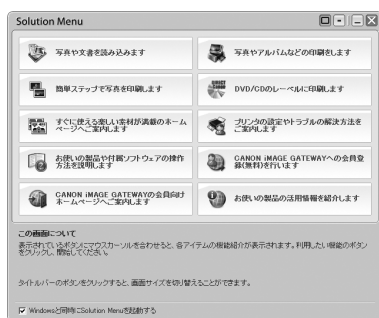 Solution Menu
写真や文書を読み込みます
写真やアルバムなどの印刷をします
簡単ステップで写真を印刷します
DVD/CDのレーベルに印刷します
すぐに使える楽しい素材が満載のホーム
ページへご案内します
プリンタの設定やトラブルの解決方法を
ご案内します
お使いの製品や付属ソフトウェアの操作
方法を説明します
CANON iMAGE GATEWAYへの会員登
録(無料)を行います
CANON iMAGE GATEWAYの会員向け
ホームページへご案内します
お使いの製品の活用情報を紹介します
この画面について
表示されているボタンにマウスカーソルを合わせると、各アイテムの機能紹介が表示されます。利用したい機能のボタン
をクリックし、開始してください。
タイトルバーのボタンをクリックすると、画面サイズを切り替えることができます。
Windowsと同時にSolution Menuを起動する